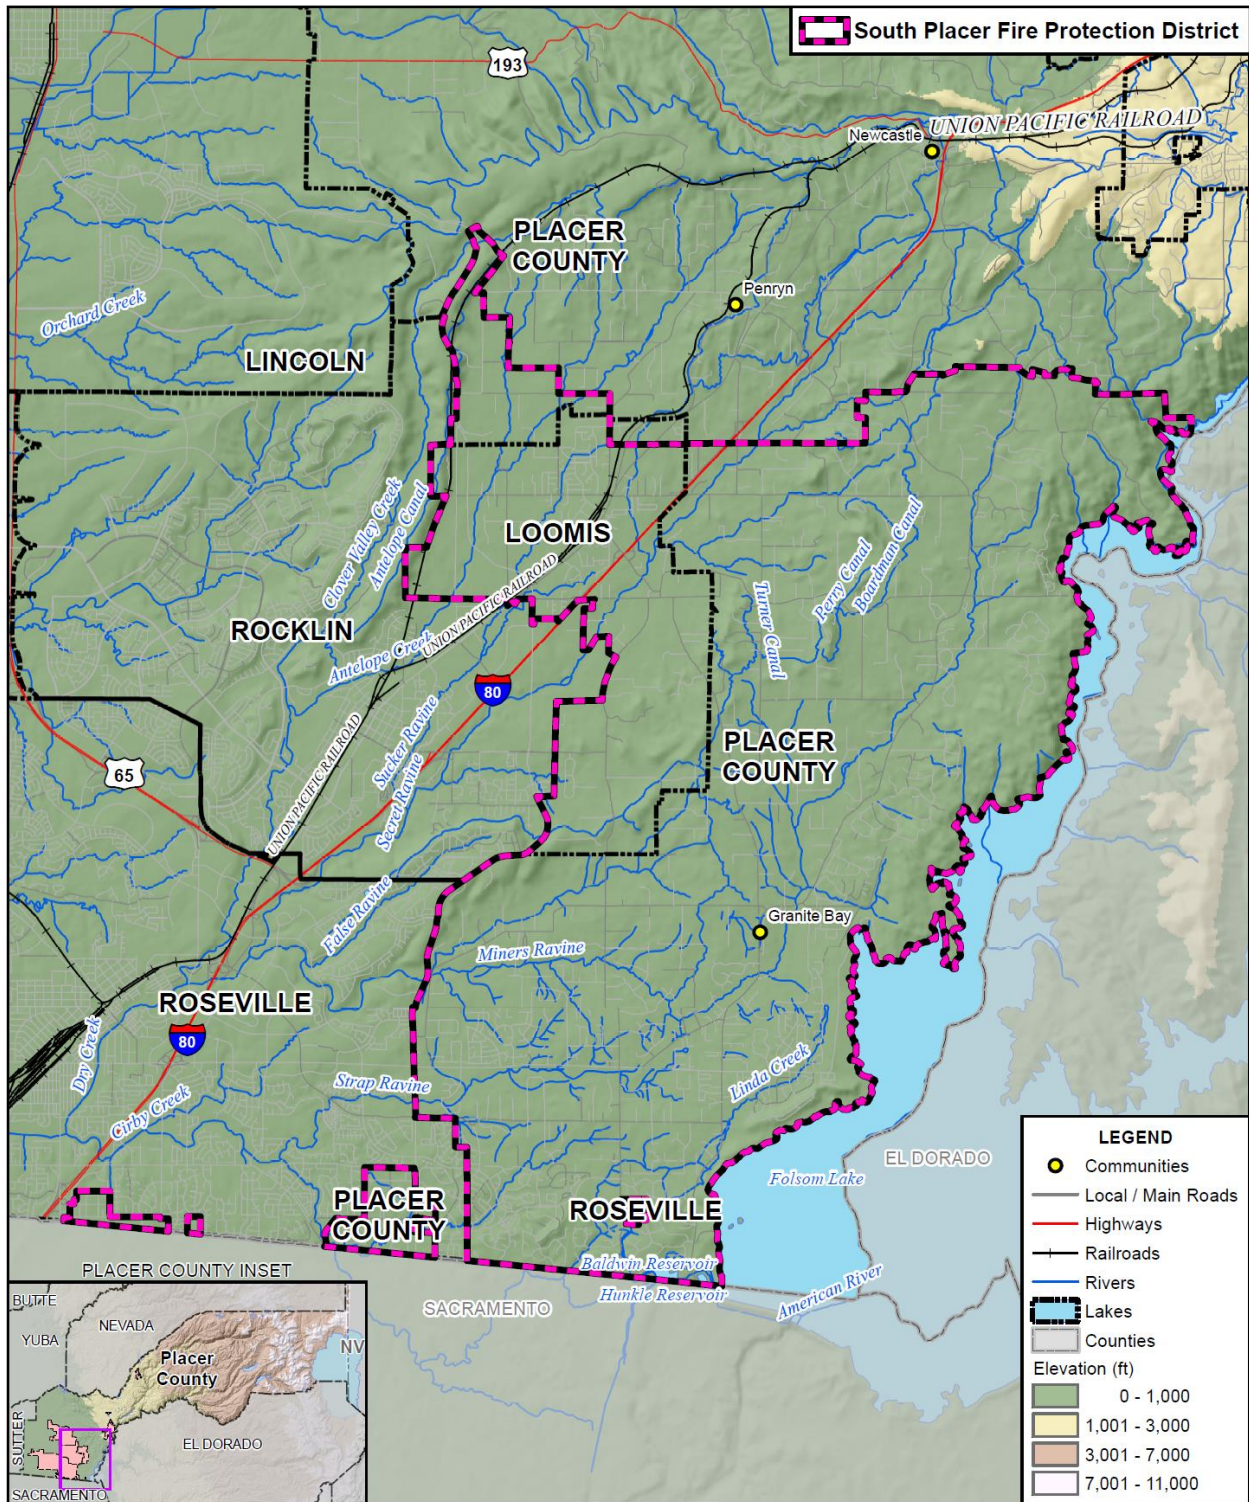 South Placer Fire Protection District
193
UNION PACIFIC RAILROAD
Newcastle
PLACER
COUNTY
Penryn
Orchard Creek
LINCOLN
Clover Valley Creek
Antelope Canal
LOOMIS
Perry Canal
Boardman Canal
Turner Canal
UNION PACIFIC RAILROAD
ROCKLIN
Antelope Creek
80
Sucker Ravine
Secret Ravine
PLACER
COUNTY
65
UNION PACIFIC RAILROAD
False Ravine
Granite Bay
Miners Ravine
ROSEVILLE
80
Dry Creek
Cirby Creek
Strap Ravine
Linda Creek
Folsom Lake
EL DORADO
PLACER
COUNTY
ROSEVILLE
Baldwin Reservoir
Hunkle Reservoir
American River
SACRAMENTO
PLACER COUNTY INSET
BUTTE
YUBA
NEVADA
Placer
County
NV
SUTTER
EL DORADO
SACRAMENTO
LEGEND
Communities
Local / Main Roads
Highways
Railroads
Rivers
Lakes
Counties
Elevation (ft)
0 - 1,000
1,001 - 3,000
3,001 - 7,000
7,001 - 11,000